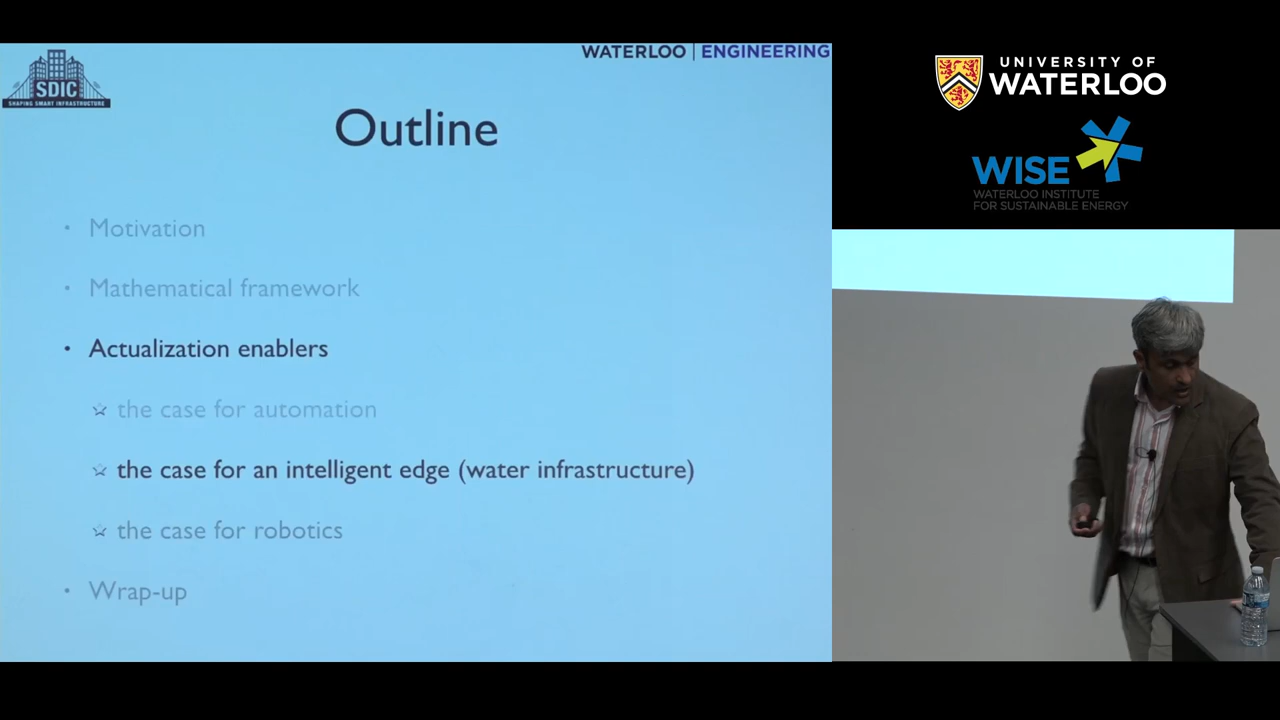 SDIC
SHAPING SMART INFRASTRUCTURE
WATERLOO | ENGINEERING
Outline
• Motivation
• Mathematical framework
• Actualization enablers
☆ the case for automation
☆ the case for an intelligent edge (water infrastructure)
☆ the case for robotics
• Wrap-up
UNIVERSITY OF
WATERLOO
WISE
WATERLOO INSTITUTE
FOR SUSTAINABLE ENERGY